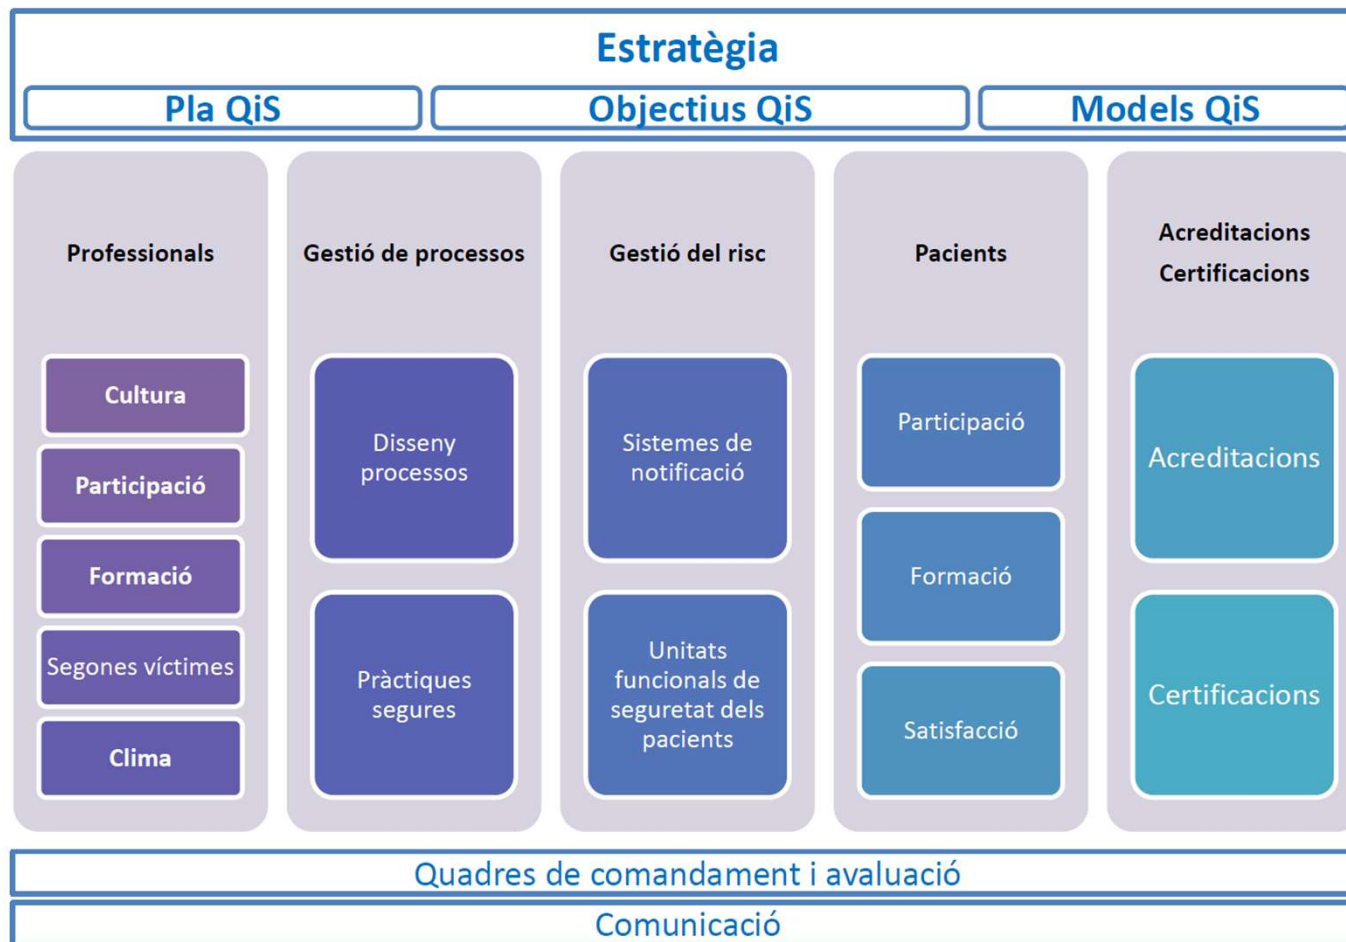 Estratègia
Pla QiS
Objectius QiS
Models QiS
Professionals
Cultura
Participació
Formació
Segones víctimes
Clima
Gestió de processos
Disseny
processos
Pràctiques
segures
Gestió del risc
Sistemes de
notificació
Unitats
funcionals de
seguretat dels
pacients
Pacients
Participació
Formació
Satisfacció
Acreditacions
Certificacions
Acreditacions
Certificacions
Quadres de comandament i avaluació
Comunicació